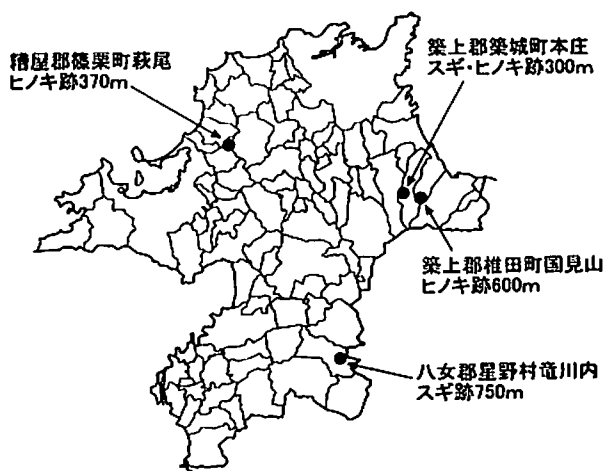 糟屋郡篠栗町萩尾
ヒノキ跡370m
築上郡築城町本庄
スギ・ヒノキ跡300m
築上郡椎田町国見山
ヒノキ跡600m
八女郡星野村竜川内
スギ跡750m